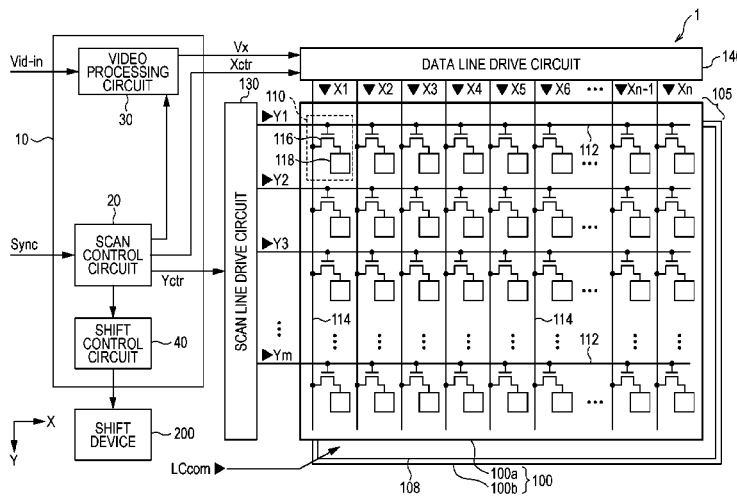 1
Vid-in
VIDEO
PROCESSING
CIRCUIT
30
Vx
Xctr
DATA LINE DRIVE CIRCUIT
140
130
110
▼X1 ▼X2 ▼X3 ▼X4 ▼X5 ▼X6 ••• ▼Xn-1 ▼Xn
105
▶Y1
116
118
112
•••
10
20
Sync
SCAN
CONTROL
CIRCUIT
Yctr
SCAN LINE DRIVE CIRCUIT
▶Y2
•••
▶Y3
•••
SHIFT
CONTROL
CIRCUIT
40
114
114
112
▶Ym
•••
SHIFT
DEVICE
200
X
Y
LCcom ▶
108
100a
100b
100